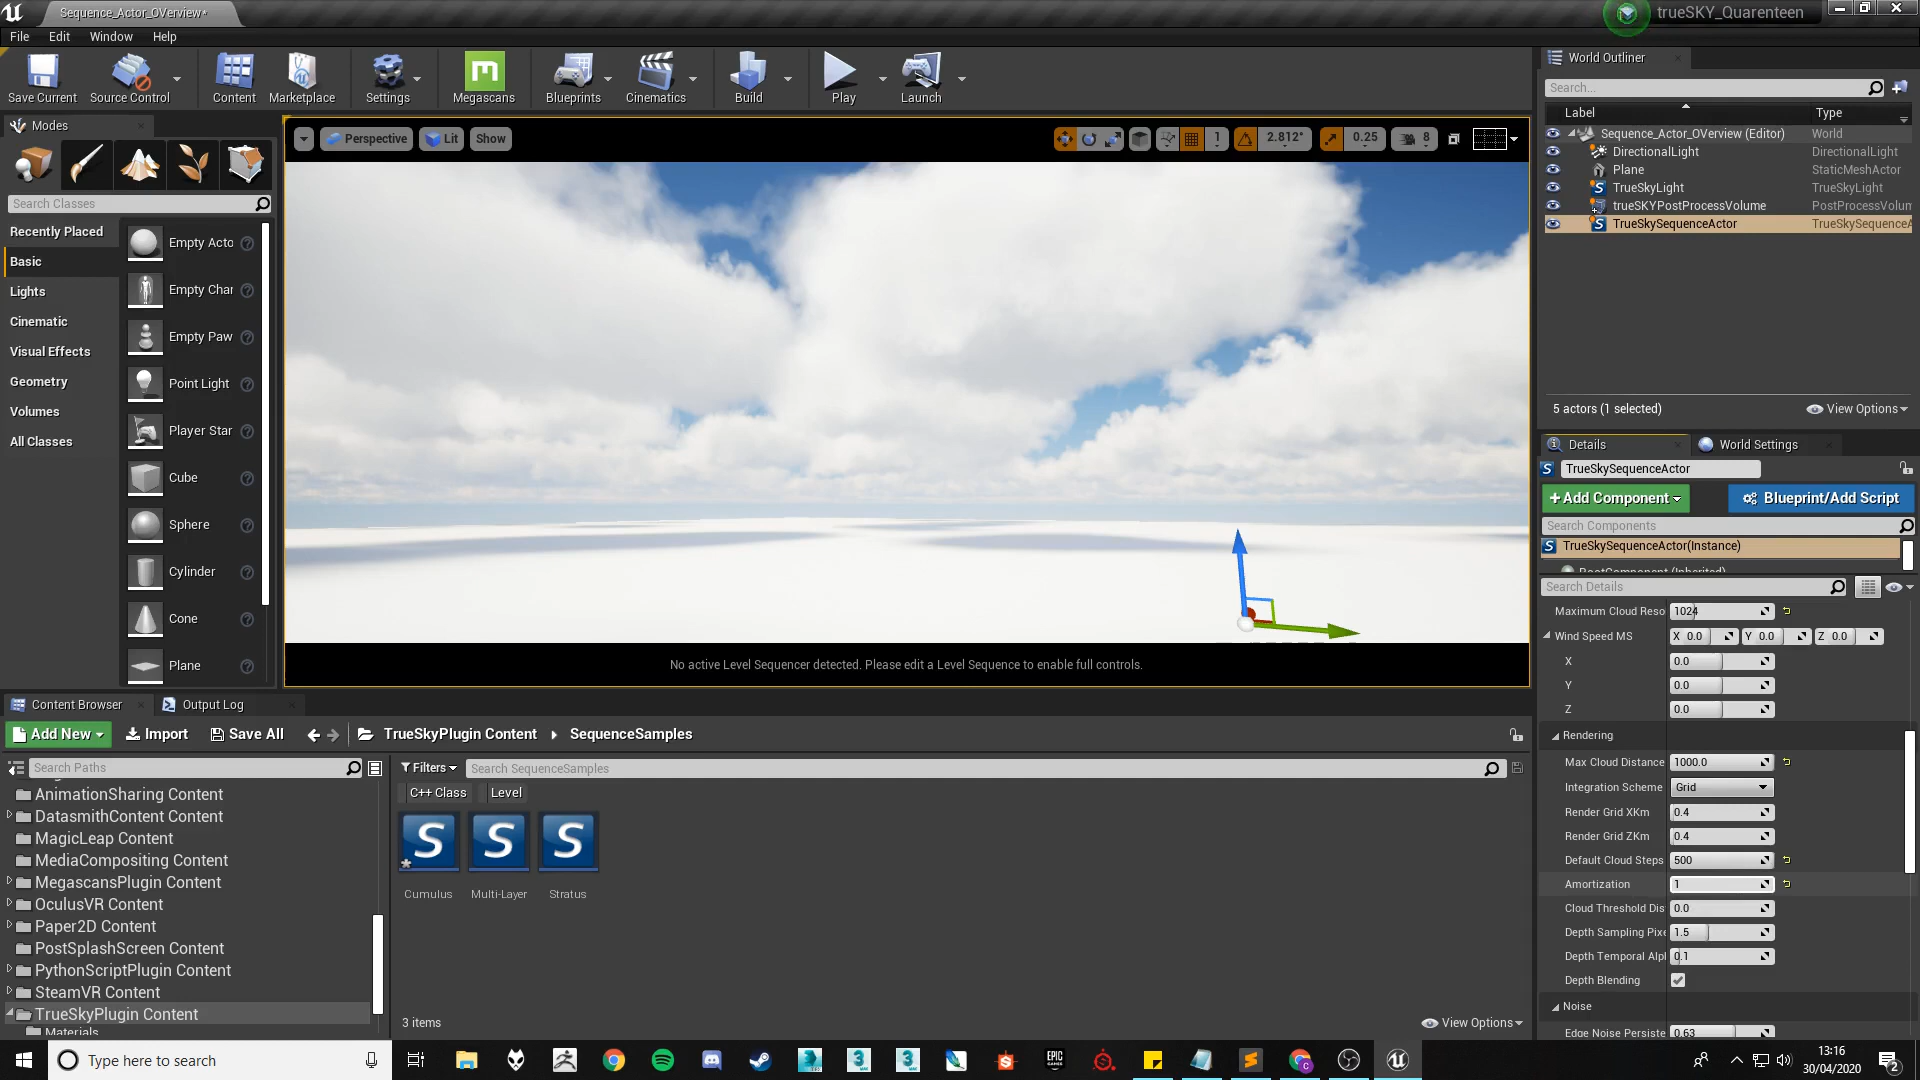 Sequence_Actor_OVerview*
trueSKY_Quarenteen
File Edit Window Help
Save Current
Source Control
Content
Marketplace
Settings
Megascans
Blueprints
Cinematics
Build
Play
Launch
Modes
Search Classes
Recently Placed
Basic
Lights
Cinematic
Visual Effects
Geometry
Volumes
All Classes
Empty Acto
Empty Char
Empty Paw
Point Light
Player Star
Cube
Sphere
Cylinder
Cone
Plane
Perspective Lit Show
1 2.812° 0.25 8
No active Level Sequencer detected. Please edit a Level Sequence to enable full controls.
World Outliner
Search...
Label Type
Sequence_Actor_OVerview (Editor) World
DirectionalLight DirectionalLight
Plane StaticMeshActor
TrueSkyLight TrueSkyLight
trueSKYPostProcessVolume PostProcessVolum
TrueSkySequenceActor TrueSkySequenceA
5 actors (1 selected) View Options
Details World Settings
TrueSkySequenceActor
+Add Component Blueprint/Add Script
Search Components
TrueSkySequenceActor(Instance)
RootComponent (Inherited)
Search Details
Maximum Cloud Reso 1024
Wind Speed MS X 0.0 Y 0.0 Z 0.0
X 0.0
Y 0.0
Z 0.0
Rendering
Max Cloud Distance 1000.0
Integration Scheme Grid
Render Grid XKm 0.4
Render Grid ZKm 0.4
Default Cloud Steps 500
Amortization 1
Cloud Threshold Dis 0.0
Depth Sampling Pixe 1.5
Depth Temporal Alpl 0.1
Depth Blending
Noise
Edge Noise Persiste 0.63
Content Browser Output Log
Add New Import Save All TrueSkyPlugin Content SequenceSamples
Search Paths
Filters Search SequenceSamples
C++ Class Level
AnimationSharing Content
DatasmithContent Content
MagicLeap Content
MediaCompositing Content
MegascansPlugin Content
OculusVR Content
Paper2D Content
PostSplashScreen Content
PythonScriptPlugin Content
SteamVR Content
TrueSkyPlugin Content
Materials
Cumulus
Multi-Layer
Stratus
3 items View Options
Type here to search
EPIC GAMES
13:16
30/04/2020
2